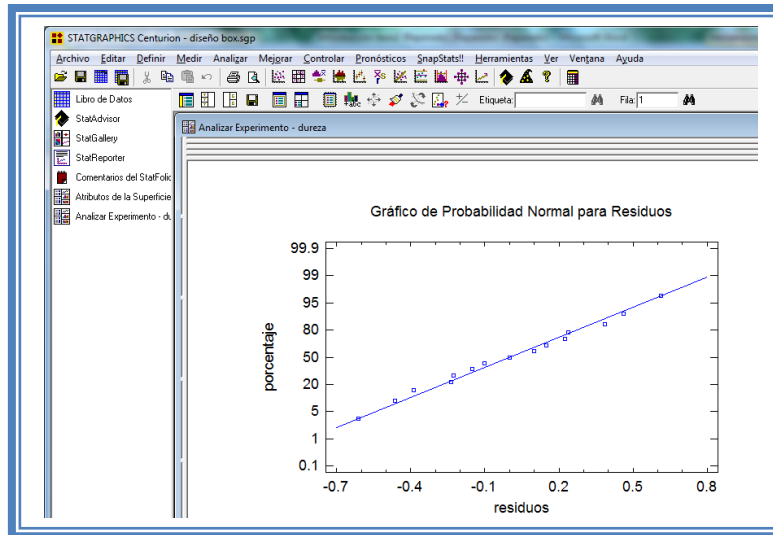 STATGRAPHICS Centurion - diseño box.sgp
Archivo Editar Definir Medir Analizar Mejorar Controlar Pronósticos SnapStats!! Herramientas Ver Ventana Ayuda
Etiqueta: Fila: 1
Libro de Datos
StatAdvisor
StatGallery
StatReporter
Comentarios del StatFolio
Atributos de la Superficie
Analizar Experimento - du
Analizar Experimento - dureza
Gráfico de Probabilidad Normal para Residuos
99.9
99
95
80
50
20
5
1
0.1
porcentaje
-0.7 -0.4 -0.1 0.2 0.5 0.8
residuos